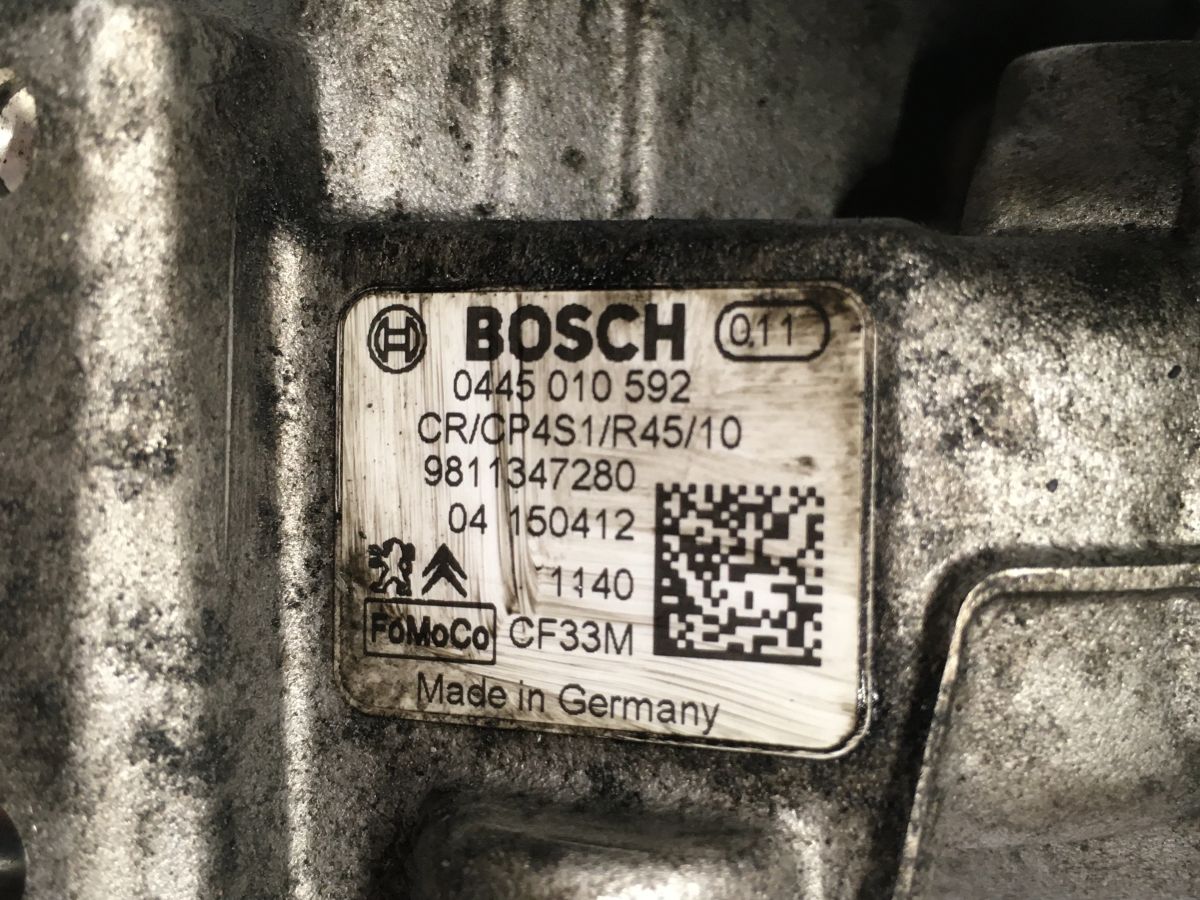 BOSCH 011
0445 010 592
CR/CP4S1/R45/10
9811347280
04 150412
1140
FoMoCo CF33M
Made in Germany